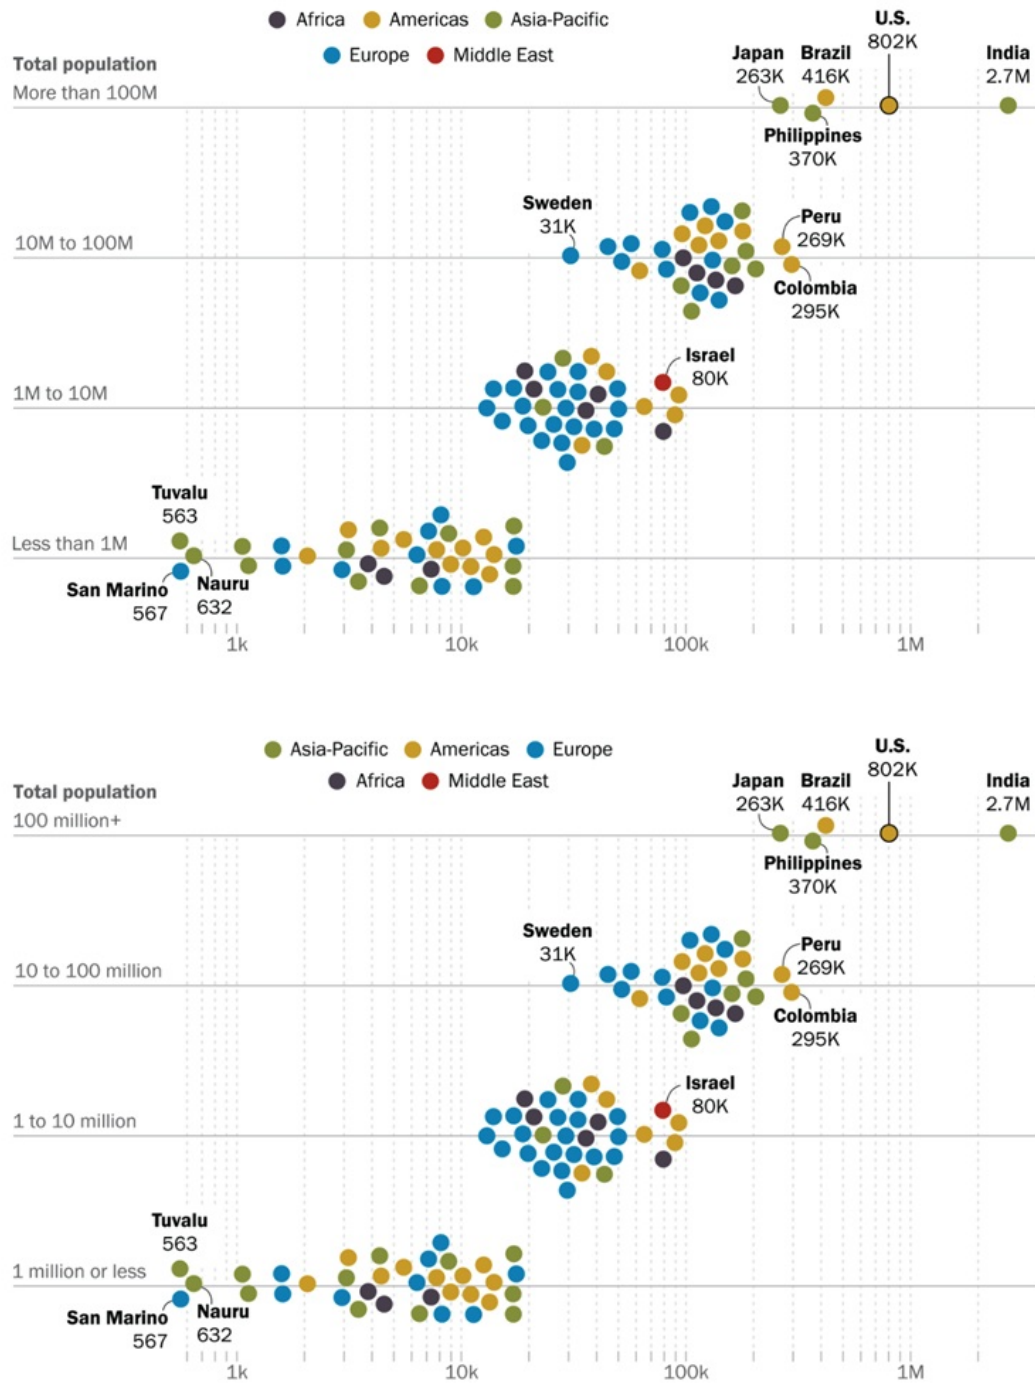 Africa Americas Asia-Pacific
Europe Middle East
U.S.
802K
Japan Brazil India
263K 416K 2.7M
Total population
More than 100M
Philippines
370K
Sweden
31K
Peru
269K
10M to 100M
Colombia
295K
Israel
80K
1M to 10M
Tuvalu
563
Less than 1M
San Marino
567
Nauru
632
1k 10k 100k 1M
Asia-Pacific Americas Europe
Africa Middle East
U.S.
802K
Japan Brazil India
263K 416K 2.7M
Total population
100 million+
Philippines
370K
Sweden
31K
Peru
269K
10 to 100 million
Colombia
295K
Israel
80K
1 to 10 million
Tuvalu
563
1 million or less
San Marino
567
Nauru
632
1k 10k 100k 1M